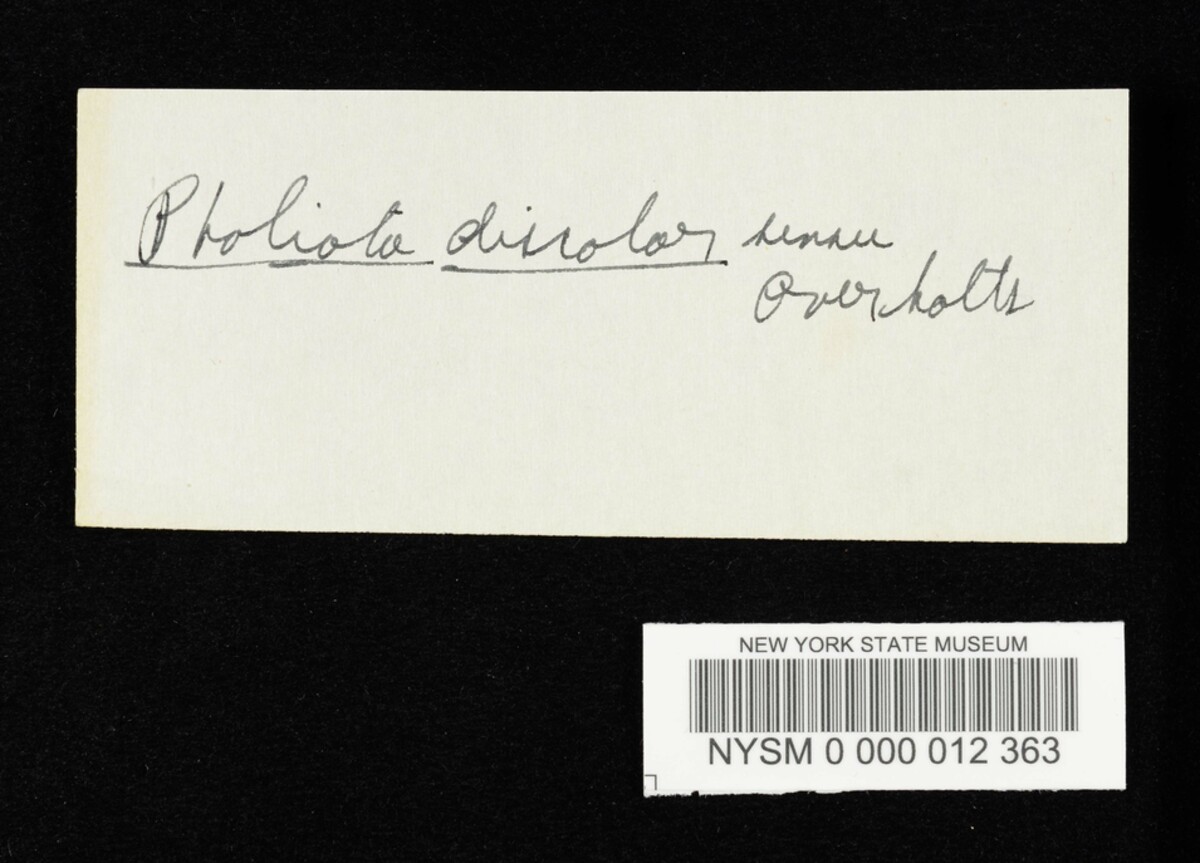 Pholiota discolor sensu
Overholts
NEW YORK STATE MUSEUM
NYSM 0 000 012 363